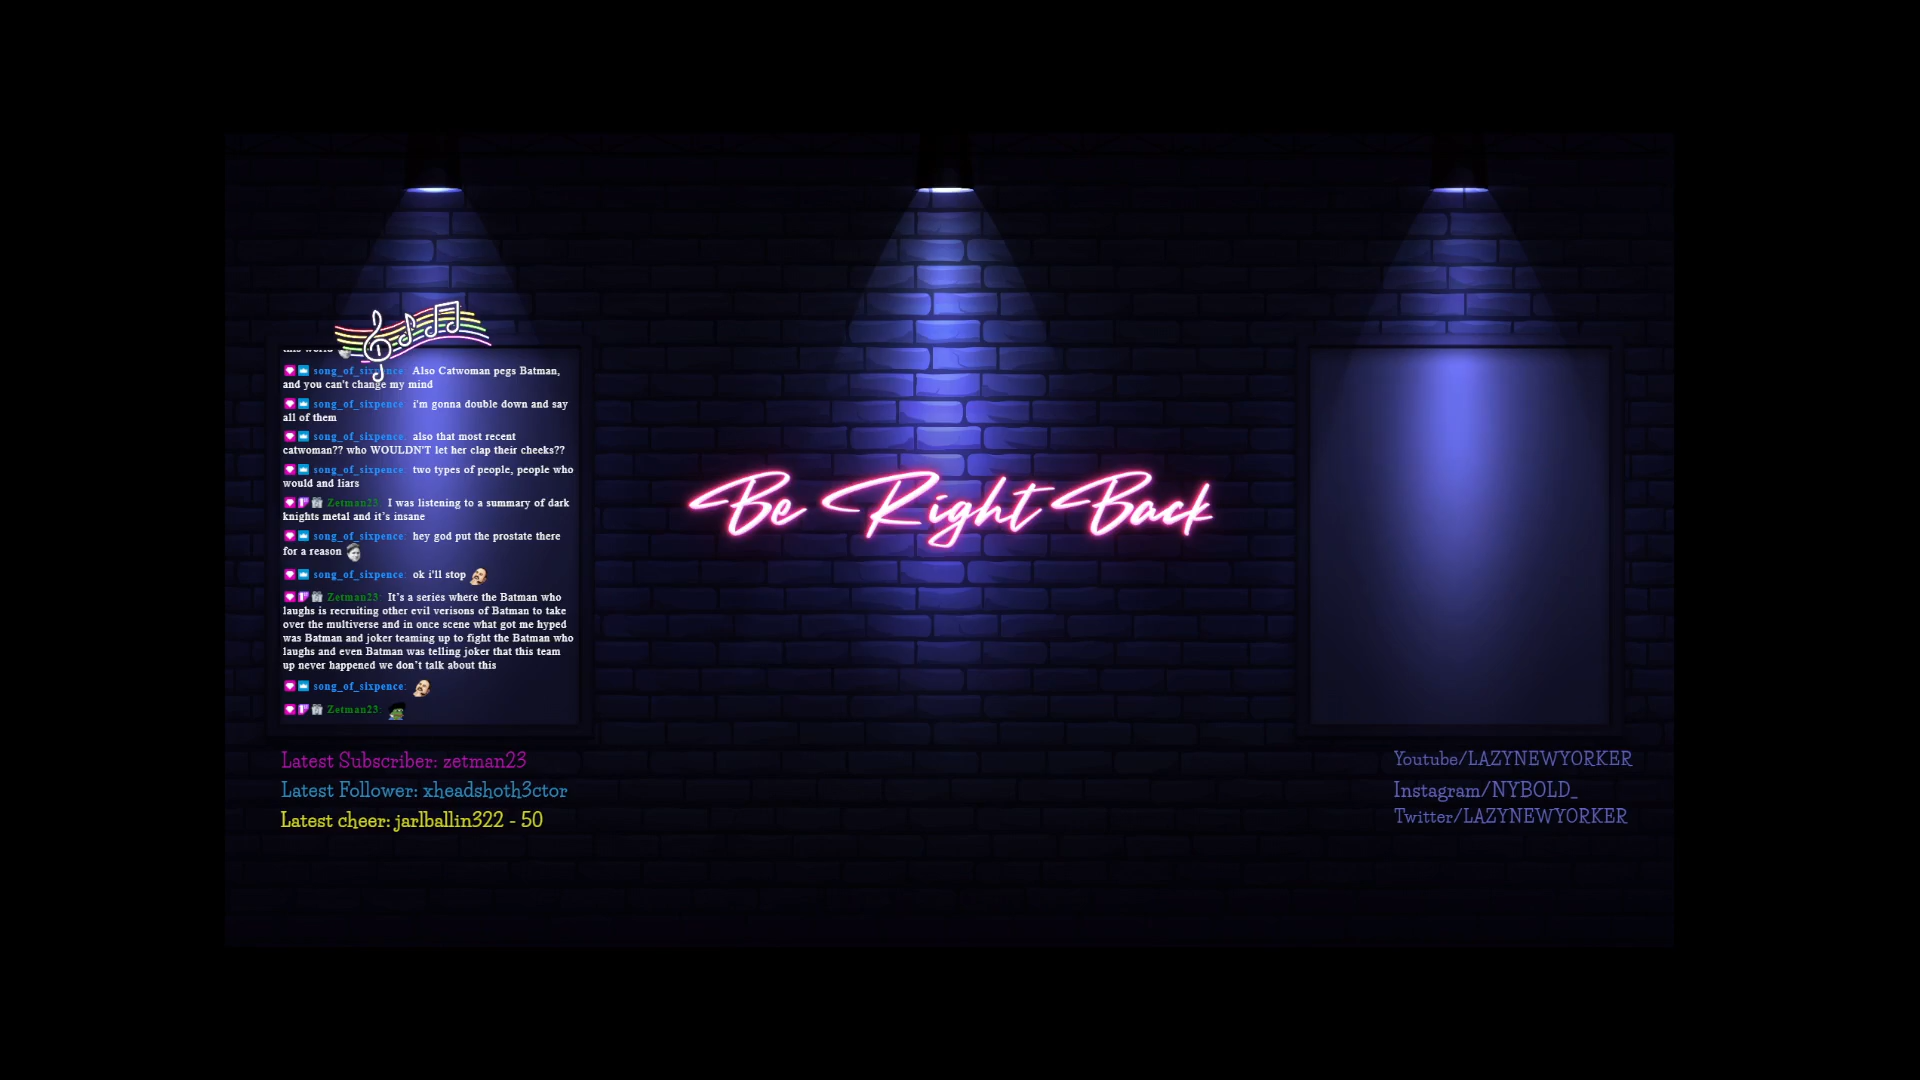 song_of_sixpence: Also Catwoman pegs Batman,
and you can't change my mind
song_of_sixpence: i'm gonna double down and say
all of them
song_of_sixpence: also that most recent
catwoman?? who WOULDN'T let her clap their cheeks??
song_of_sixpence: two types of people, people who
would and liars
Zetman23: I was listening to a summary of dark
knights metal and it's insane
song_of_sixpence: hey god put the prostate there
for a reason
song_of_sixpence: ok i'll stop
Zetman23: It's a series where the Batman who
laughs is recruiting other evil verisons of Batman to take
over the multiverse and in once scene what got me hyped
was Batman and joker teaming up to fight the Batman who
laughs and even Batman was telling joker that this team
up never happened we don't talk about this
song_of_sixpence:
Zetman23:
Latest Subscriber: zetman23
Latest Follower: xheadshoth3ctor
Latest cheer: jarlballin322 - 50
Be Right Back
Youtube/LAZYNEWYORKER
Instagram/NYBOLD_
Twitter/LAZYNEWYORKER